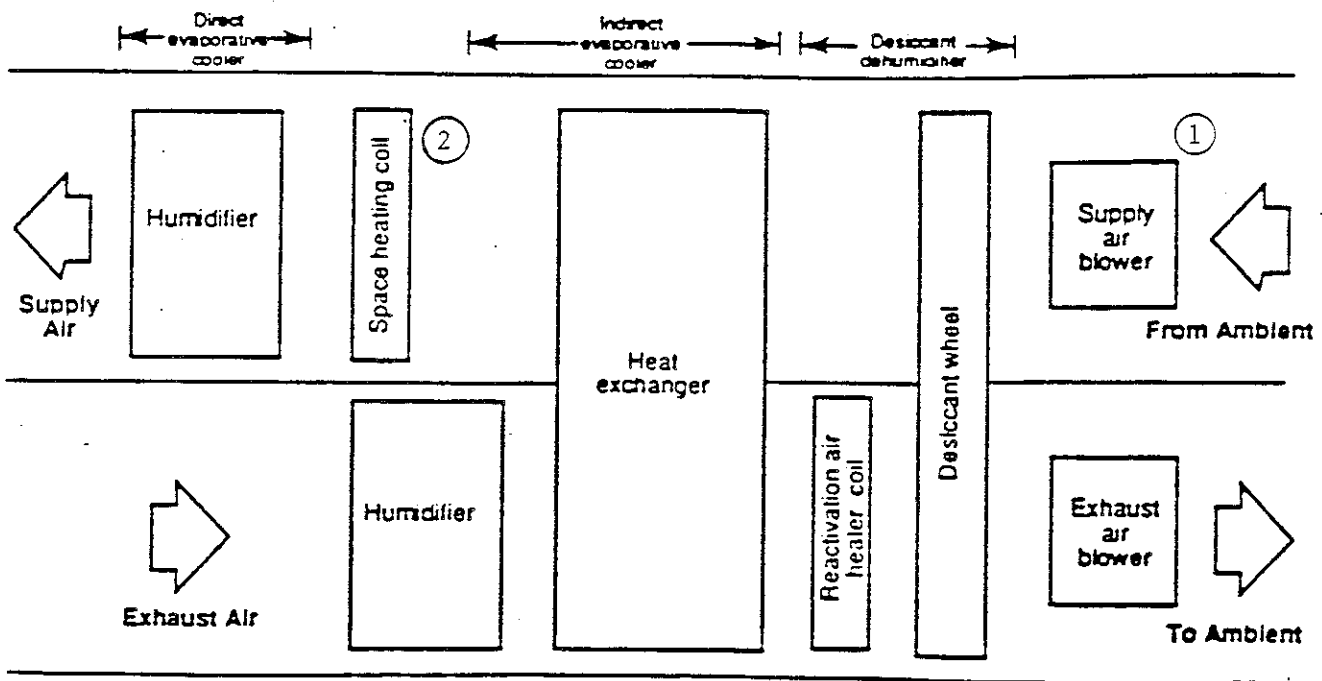 Direct
evaporative
cooler
Indirect
evaporative
cooler
Desiccant
dehumidifier
Humidifier
Space heating coil
2
1
Supply
air
blower
Supply
Air
From Ambient
Heat
exchanger
Desiccant wheel
Humidifier
Reactivation air
healer coil
Exhaust
air
blower
Exhaust Air
To Ambient